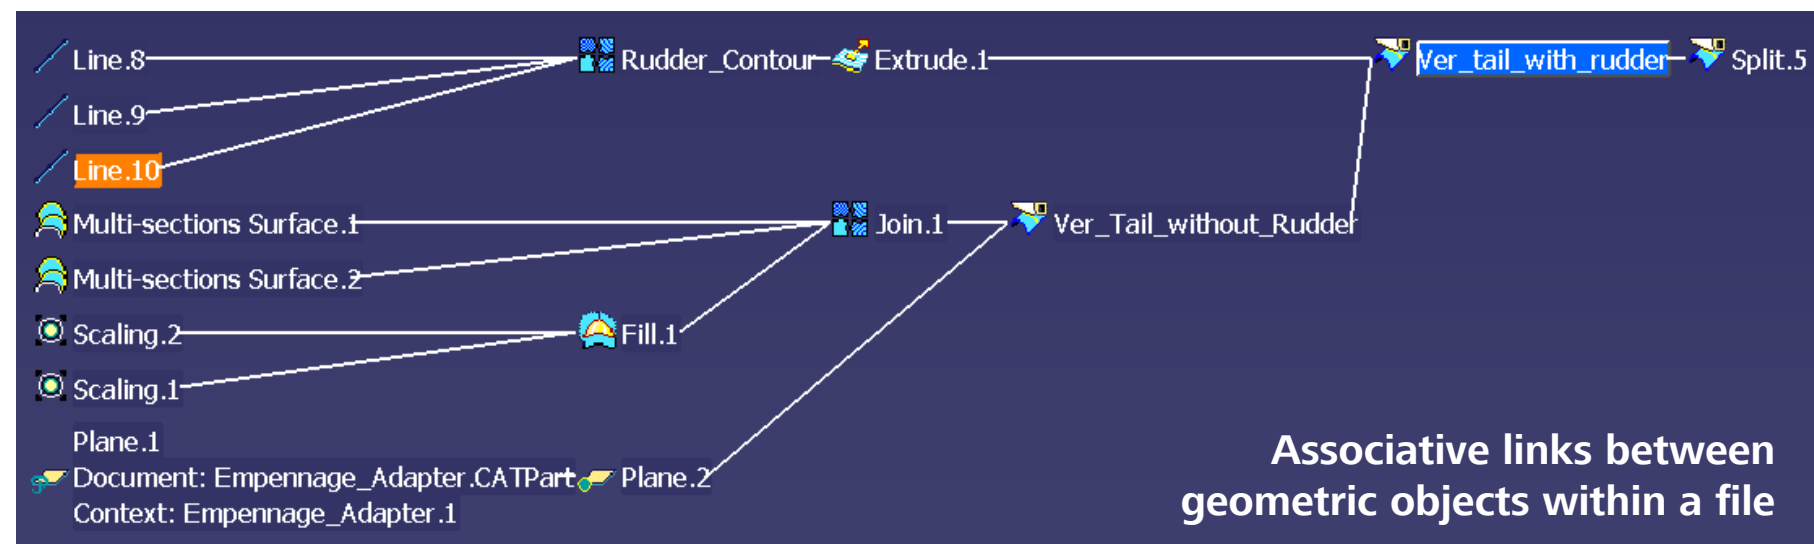 Line.8 Rudder_Contour Extrude.1 Ver_tail_with_rudder Split.5
Line.9
Line.10
Multi-sections Surface.1 Join.1 Ver_Tail_without_Rudder
Multi-sections Surface.2
Scaling.2 Fill.1
Scaling.1
Plane.1
Document: Empennage_Adapter.CATPart Plane.2
Context: Empennage_Adapter.1
Associative links between
geometric objects within a file